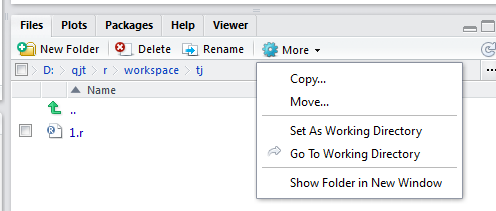 Files Plots Packages Help Viewer
New Folder Delete Rename More
D: qjt r workspace tj ...
Name
..
1.r
Copy...
Move...
Set As Working Directory
Go To Working Directory
Show Folder in New Window